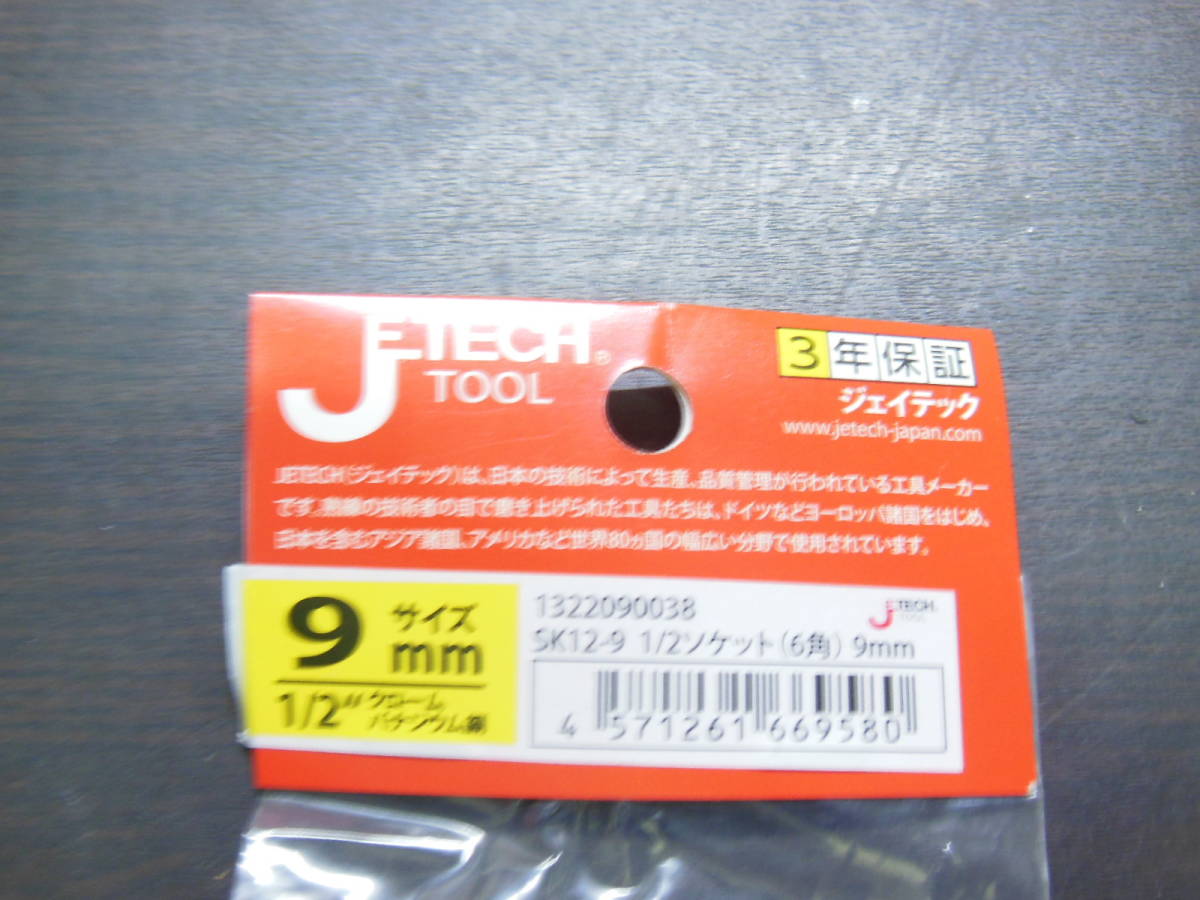 JETECH®
TOOL
3年保証
ジェイテック
www.jetech-japan.com
JETECH(ジェイテック)は、日本の技術によって生産、品質管理が行われている工具メーカー
です。熟練の技術者の目で磨き上げられた工具たちは、ドイツなどヨーロッパ諸国をはじめ、
日本を含むアジア諸国、アメリカなど世界80カ国の幅広い分野で使用されています。
9 サイズ mm
1/2" クローム
バナジウム鋼
1322090038
SK12-9 1/2ソケット(6角) 9mm
JETECH
TOOL
4 571261 669580